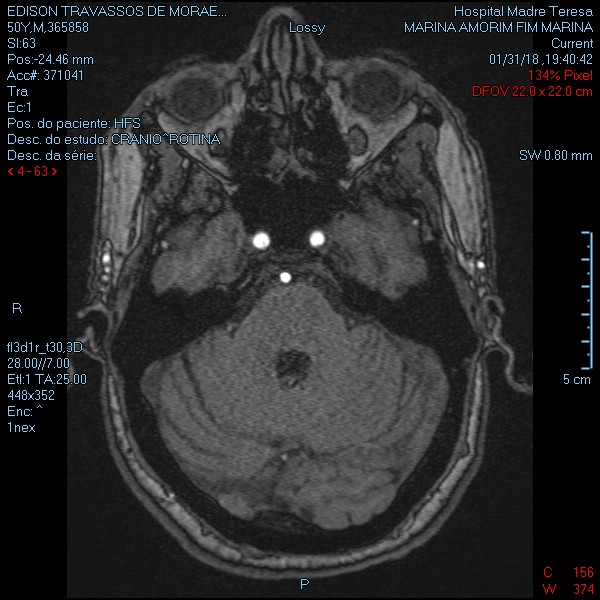 EDISON TRAVASSOS DE MORAE...
50Y,M,365858
Sl:63
Pos:-24.46 mm
Acc#: 371041
Tra
Ec:1
Pos. do paciente: HFS
Desc. do estudo: CRANIO^ROTINA
Desc. da série:
< 4 - 63 >
Lossy
Hospital Madre Teresa
MARINA AMORIM FIM MARINA
Current
01/31/18 ,19:40:42
134% Pixel
DFOV 22.0 x 22.0 cm
SW 0.80 mm
R
fl3d1r_t30,3D
28.00//7.00
Etl:1 TA:25.00
448x352
Enc: ^
1nex
5 cm
P
C 156
W 374